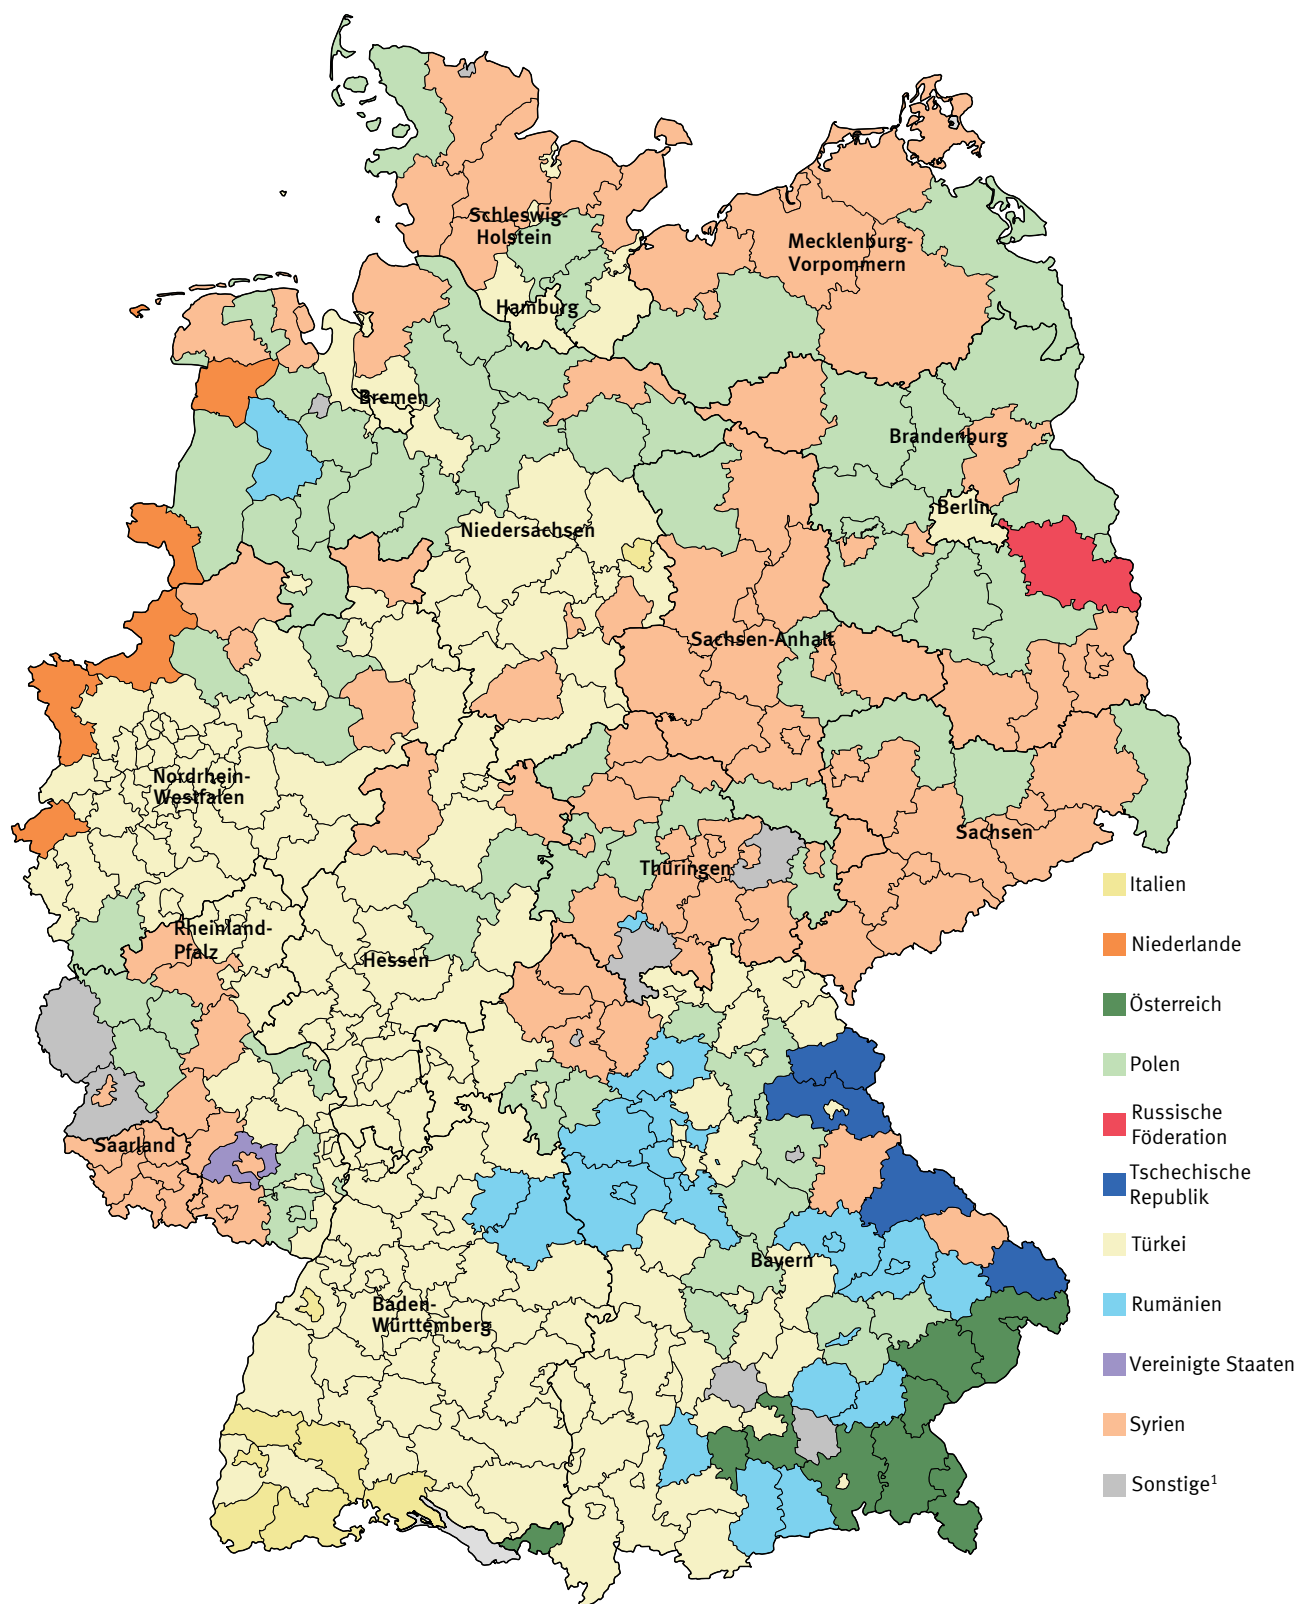 Schleswig-
Holstein
Mecklenburg-
Vorpommern
Hamburg
Bremen
Brandenburg
Berlin
Niedersachsen
Sachsen-Anhalt
Nordrhein-
Westfalen
Sachsen
Thüringen
Rheinland-
Pfalz
Hessen
Saarland
Bayern
Baden-
Württemberg
Italien
Niederlande
Österreich
Polen
Russische
Föderation
Tschechische
Republik
Türkei
Rumänien
Vereinigte Staaten
Syrien
Sonstige¹